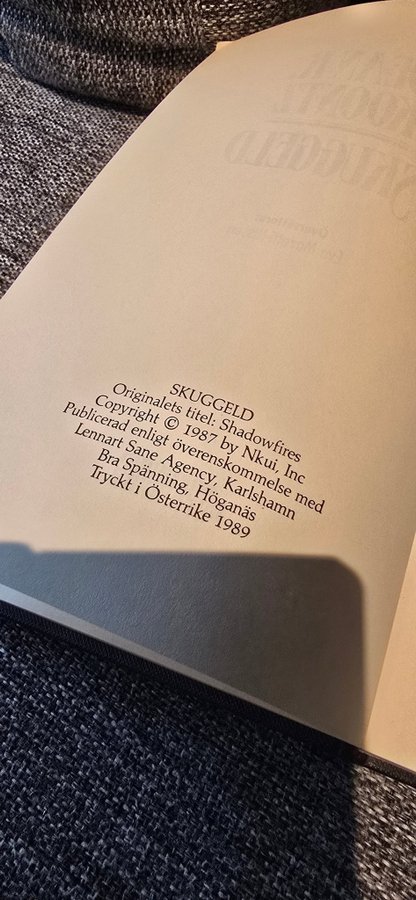 SKUGGELD
Originalets titel: Shadowfires
Copyright © 1987 by Nkui, Inc
Publicerad enligt överenskommelse med
Lennart Sane Agency, Karlshamn
Bra Spänning, Höganäs
Tryckt i Österrike 1989